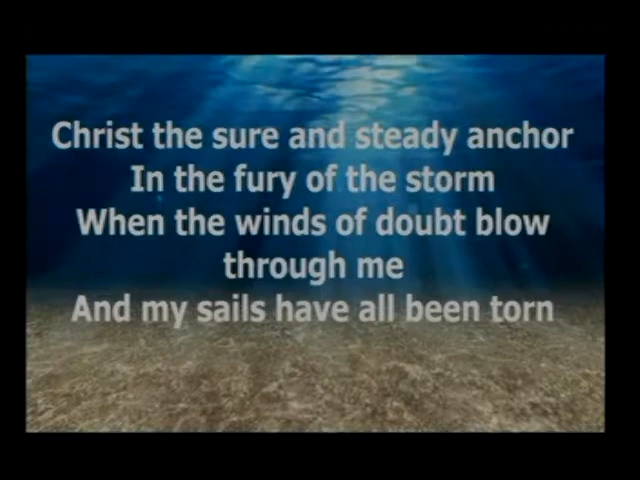 Christ the sure and steady anchor
In the fury of the storm
When the winds of doubt blow
through me
And my sails have all been torn